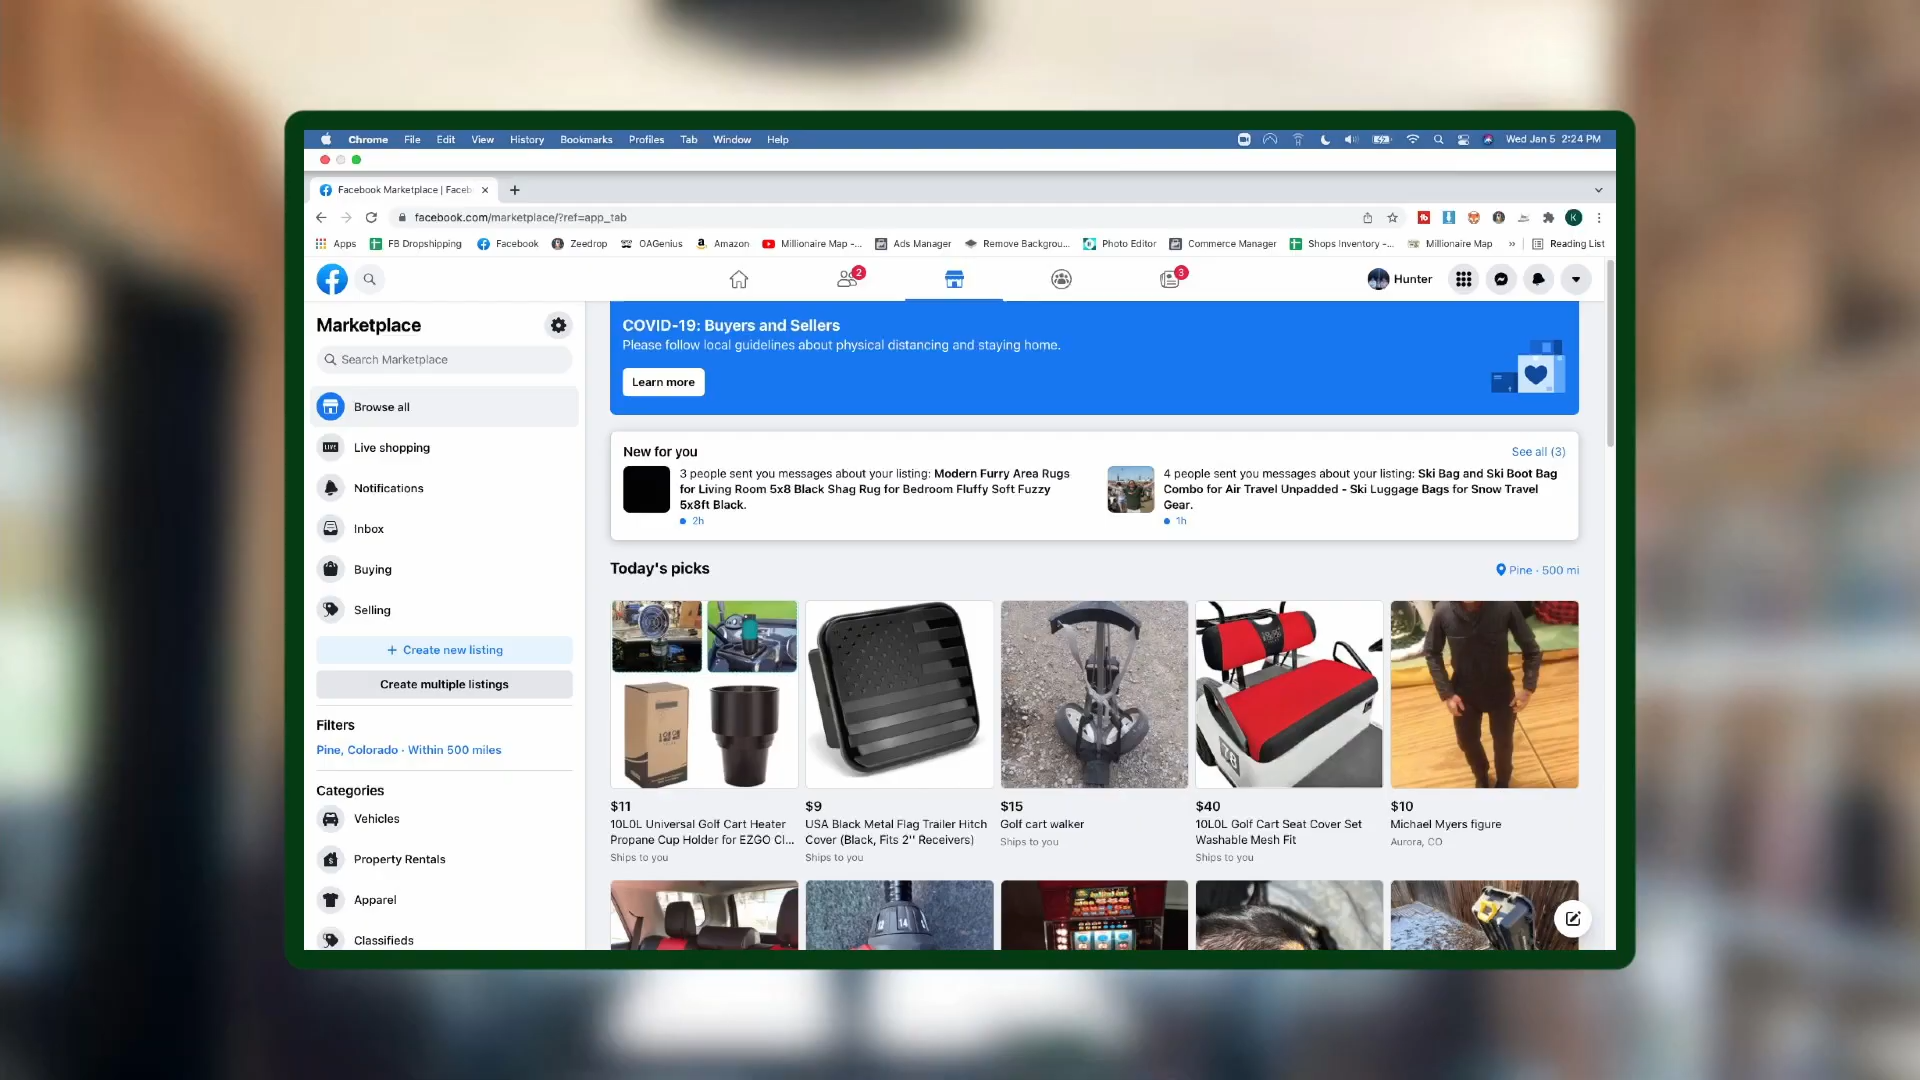 Chrome File Edit View History Bookmarks Profiles Tab Window Help Wed Jan 5 2:24 PM
Facebook Marketplace | Faceb
facebook.com/marketplace/?ref=app_tab
Apps FB Dropshipping Facebook Zeedrop OAGenius Amazon Millionaire Map -... Ads Manager Remove Backgrou... Photo Editor Commerce Manager Shops Inventory -... Millionaire Map » Reading List
2
3
Hunter
Marketplace
Search Marketplace
Browse all
Live shopping
Notifications
Inbox
Buying
Selling
+ Create new listing
Create multiple listings
Filters
Pine, Colorado · Within 500 miles
Categories
Vehicles
Property Rentals
Apparel
Classifieds
COVID-19: Buyers and Sellers
Please follow local guidelines about physical distancing and staying home.
Learn more
New for you
See all (3)
3 people sent you messages about your listing: Modern Furry Area Rugs
for Living Room 5x8 Black Shag Rug for Bedroom Fluffy Soft Fuzzy
5x8ft Black.
2h
4 people sent you messages about your listing: Ski Bag and Ski Boot Bag
Combo for Air Travel Unpadded - Ski Luggage Bags for Snow Travel
Gear.
1h
Today's picks
Pine · 500 mi
$11
10L0L Universal Golf Cart Heater
Propane Cup Holder for EZGO Cl...
Ships to you
$9
USA Black Metal Flag Trailer Hitch
Cover (Black, Fits 2'' Receivers)
Ships to you
$15
Golf cart walker
Ships to you
$40
10L0L Golf Cart Seat Cover Set
Washable Mesh Fit
Ships to you
$10
Michael Myers figure
Aurora, CO
14